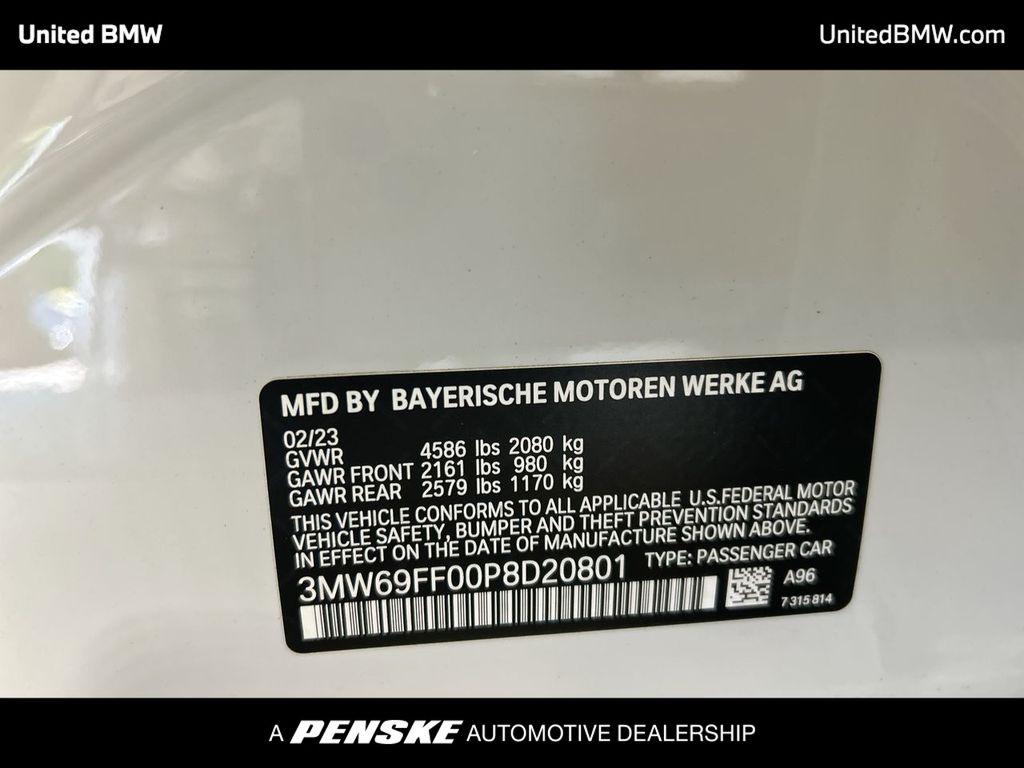 United BMW
UnitedBMW.com
MFD BY BAYERISCHE MOTOREN WERKE AG
02/23
GVWR 4586 lbs 2080 kg
GAWR FRONT 2161 lbs 980 kg
GAWR REAR 2579 lbs 1170 kg
THIS VEHICLE CONFORMS TO ALL APPLICABLE U.S.FEDERAL MOTOR
VEHICLE SAFETY, BUMPER AND THEFT PREVENTION STANDARDS
IN EFFECT ON THE DATE OF MANUFACTURE SHOWN ABOVE.
TYPE: PASSENGER CAR
3MW69FF00P8D20801
A96
7 315 814
A PENSKE AUTOMOTIVE DEALERSHIP